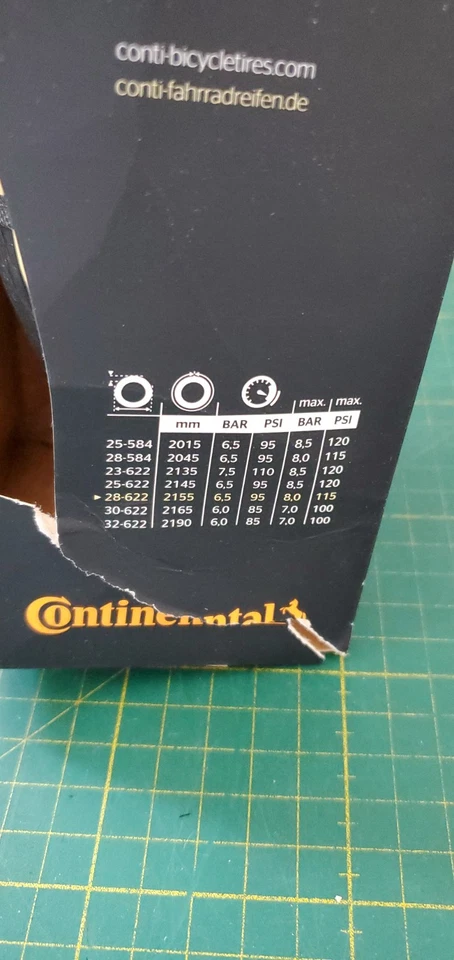 conti-bicycletires.com
conti-fahrradreifen.de
max. max.
mm BAR PSI BAR PSI
25-584 2015 6,5 95 8,5 120
28-584 2045 6,5 95 8,0 115
23-622 2135 7,5 110 8,5 120
25-622 2145 6,5 95 8,5 120
▸ 28-622 2155 6,5 95 8,0 115
30-622 2165 6,0 85 7,0 100
32-622 2190 6,0 85 7,0 100
Continental